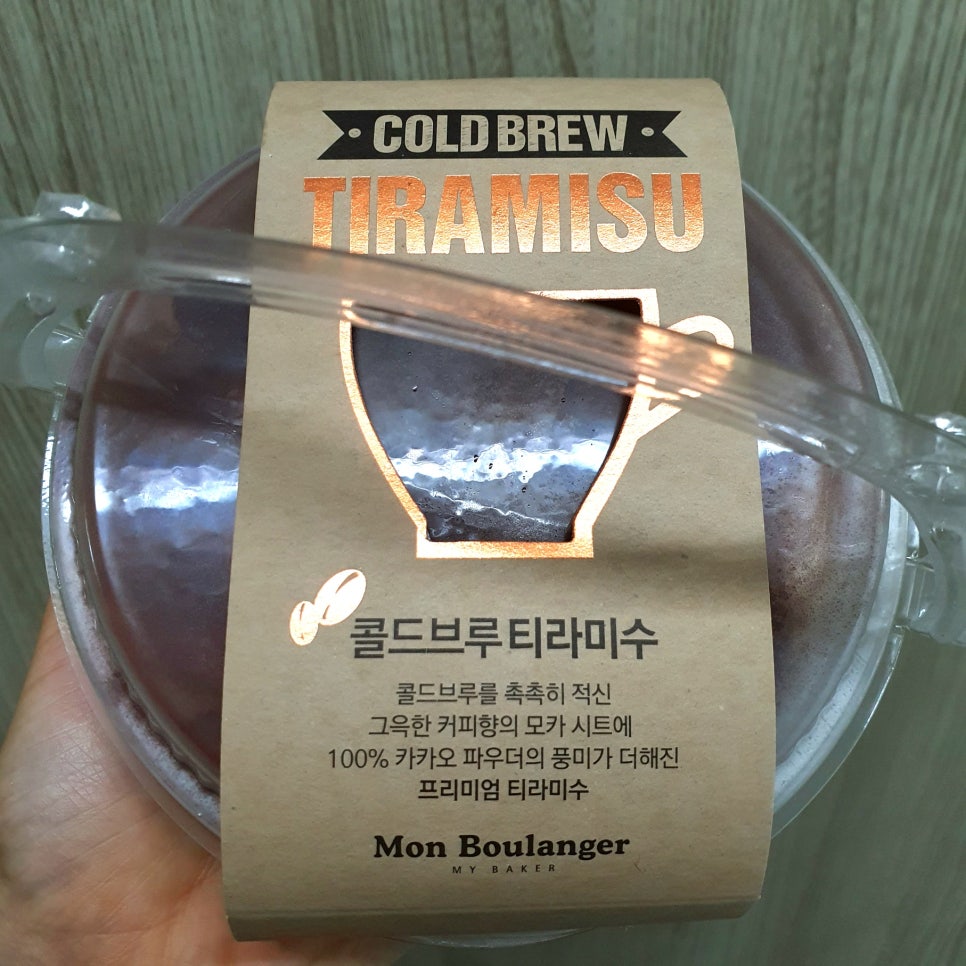 COLD BREW
TIRAMISU
콜드브루 티라미수
콜드브루를 촉촉히 적신
그윽한 커피향의 모카 시트에
100% 카카오 파우더의 풍미가 더해진
프리미엄 티라미수
Mon Boulanger
MY BAKER